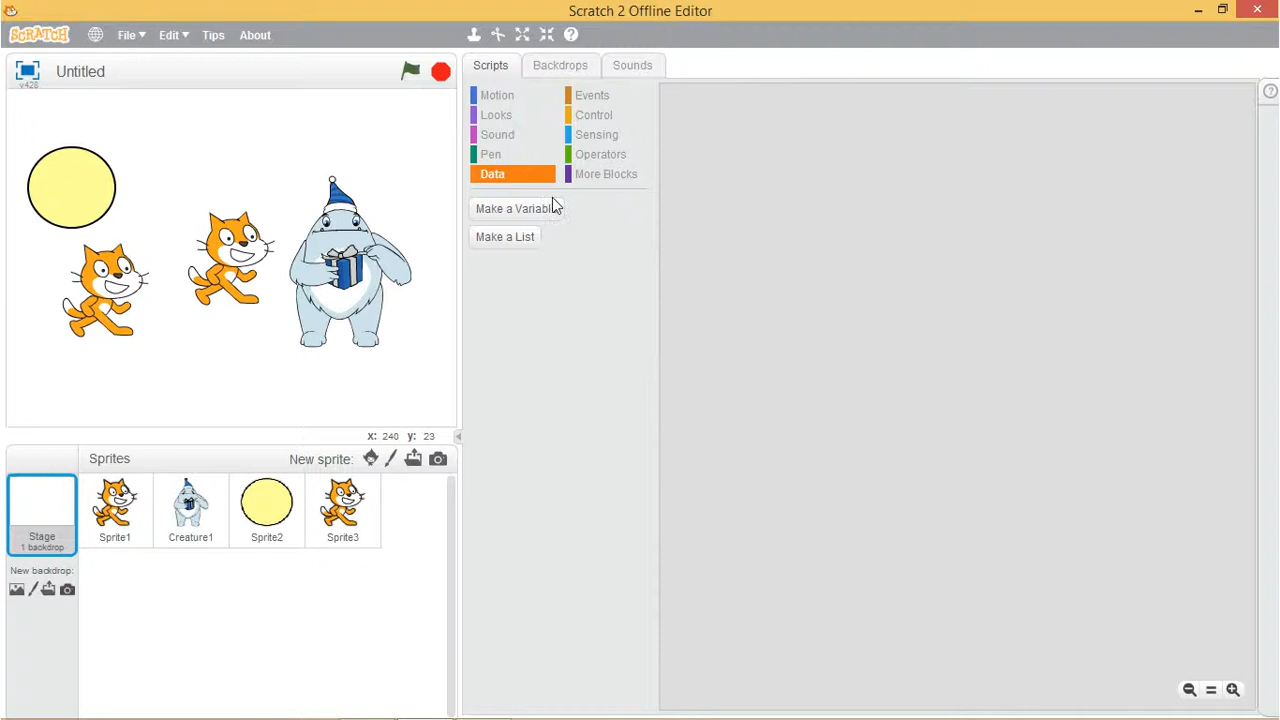 Scratch 2 Offline Editor
SCRATCH File Edit Tips About
Untitled
v428
Scripts Backdrops Sounds
Motion Events
Looks Control
Sound Sensing
Pen Operators
Data More Blocks
Make a Variable
Make a List
x: 240 y: 23
Sprites New sprite:
Stage
1 backdrop
Sprite1 Creature1 Sprite2 Sprite3
New backdrop: